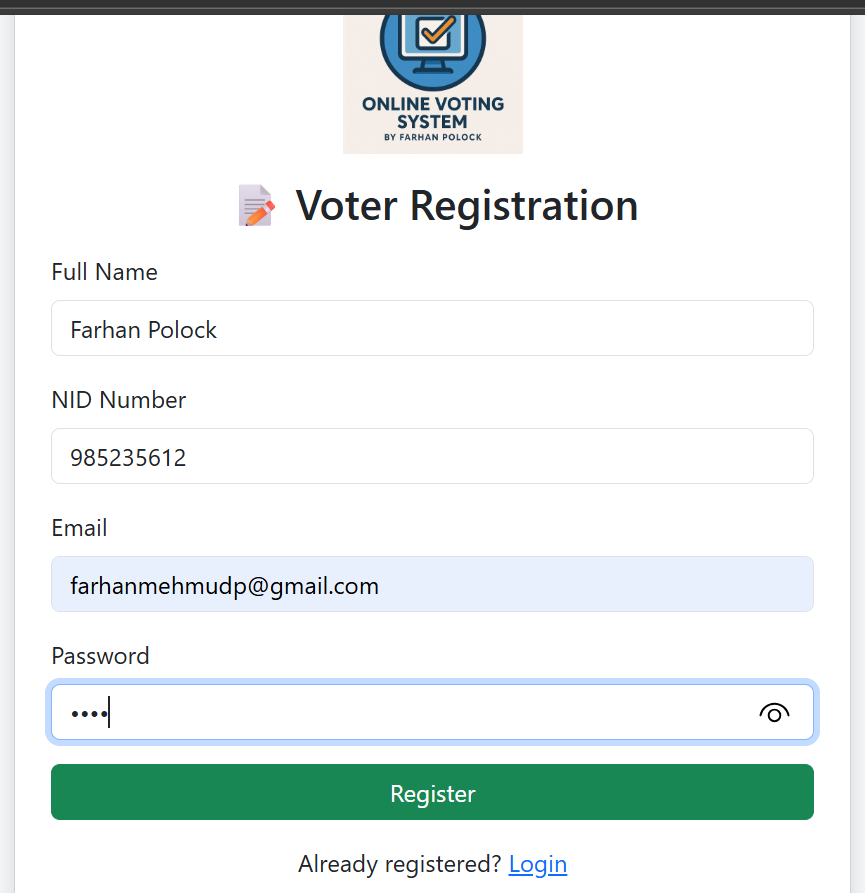 ONLINE VOTING
SYSTEM
BY FARHAN POLOCK
Voter Registration
Full Name
Farhan Polock
NID Number
985235612
Email
farhanmehmudp@gmail.com
Password
••••
Register
Already registered? Login